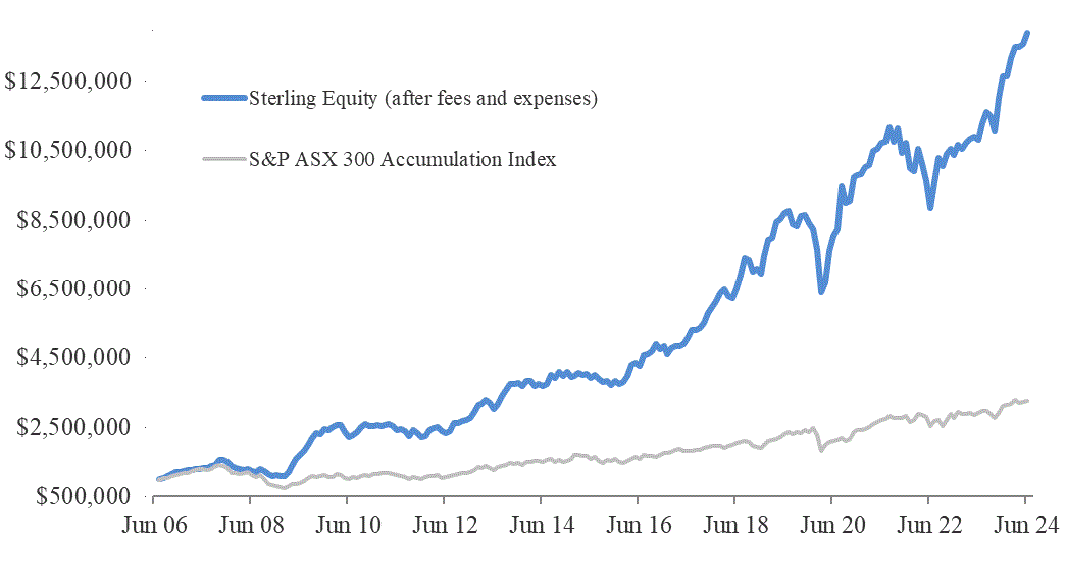 $12,500,000
Sterling Equity (after fees and expenses)
$10,500,000
S&P ASX 300 Accumulation Index
$8,500,000
$6,500,000
$4,500,000
$2,500,000
$500,000
Jun 06 Jun 08 Jun 10 Jun 12 Jun 14 Jun 16 Jun 18 Jun 20 Jun 22 Jun 24